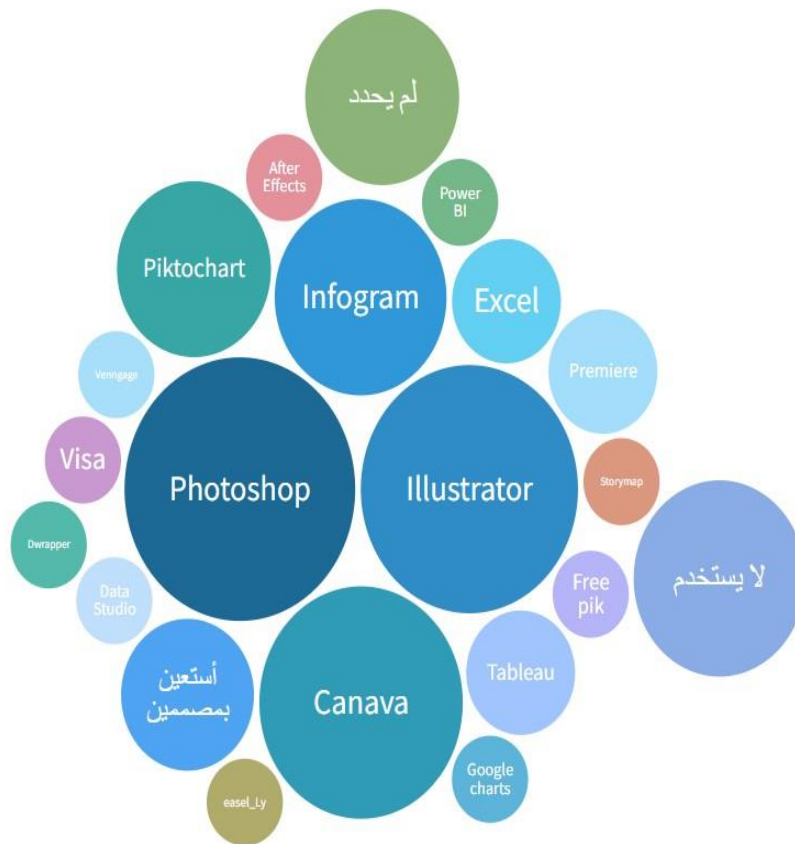 لم يحدد
After
Effects
Power
BI
Piktochart
Infogram
Excel
Premiere
Venngage
Visa
Photoshop
Illustrator
Storymap
Dwrapper
Data
Studio
Free
pik
لا يستخدم
أستعين
بمصممين
Canava
Tableau
Google
charts
easel_Ly